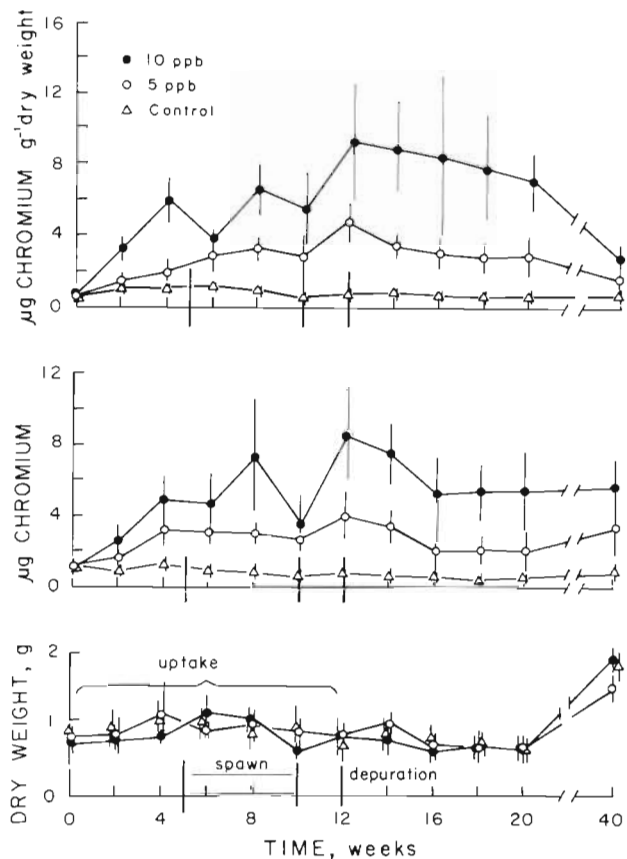 16
12
8
4
0
µg CHROMIUM g⁻¹dry weight
● 10 ppb
○ 5 ppb
△ Control
12
8
4
0
µg CHROMIUM
2
1
0
DRY WEIGHT, g
uptake
spawn
depuration
0 4 8 12 16 20 40
TIME, weeks